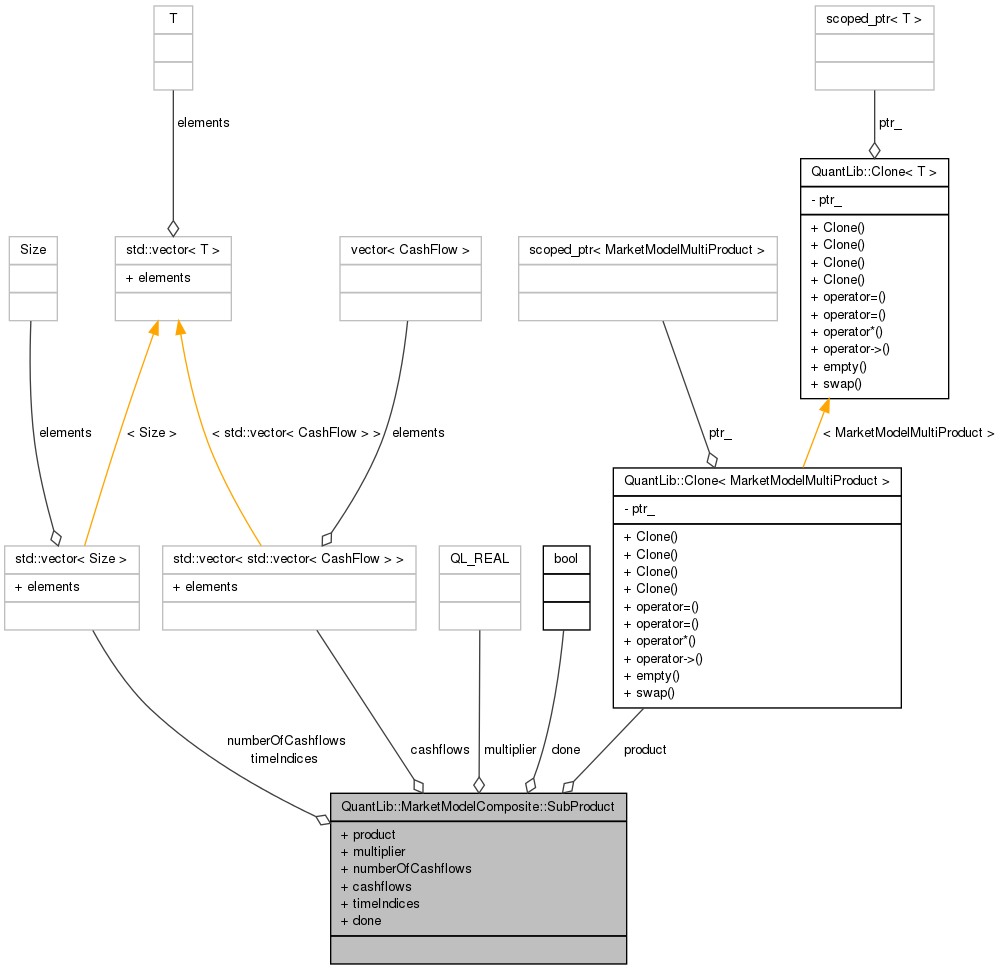 T
scoped_ptr< T >
elements
ptr_
QuantLib::Clone< T >
- ptr_
+ Clone()
+ Clone()
+ Clone()
+ Clone()
+ operator=()
+ operator=()
+ operator*()
+ operator->()
+ empty()
+ swap()
Size
std::vector< T >
+ elements
vector< CashFlow >
scoped_ptr< MarketModelMultiProduct >
elements
< Size >
< std::vector< CashFlow > >
elements
ptr_
< MarketModelMultiProduct >
QuantLib::Clone< MarketModelMultiProduct >
- ptr_
+ Clone()
+ Clone()
+ Clone()
+ Clone()
+ operator=()
+ operator=()
+ operator*()
+ operator->()
+ empty()
+ swap()
std::vector< Size >
+ elements
std::vector< std::vector< CashFlow > >
+ elements
QL_REAL
bool
numberOfCashflows
timeIndices
cashflows
multiplier
done
product
QuantLib::MarketModelComposite::SubProduct
+ product
+ multiplier
+ numberOfCashflows
+ cashflows
+ timeIndices
+ done